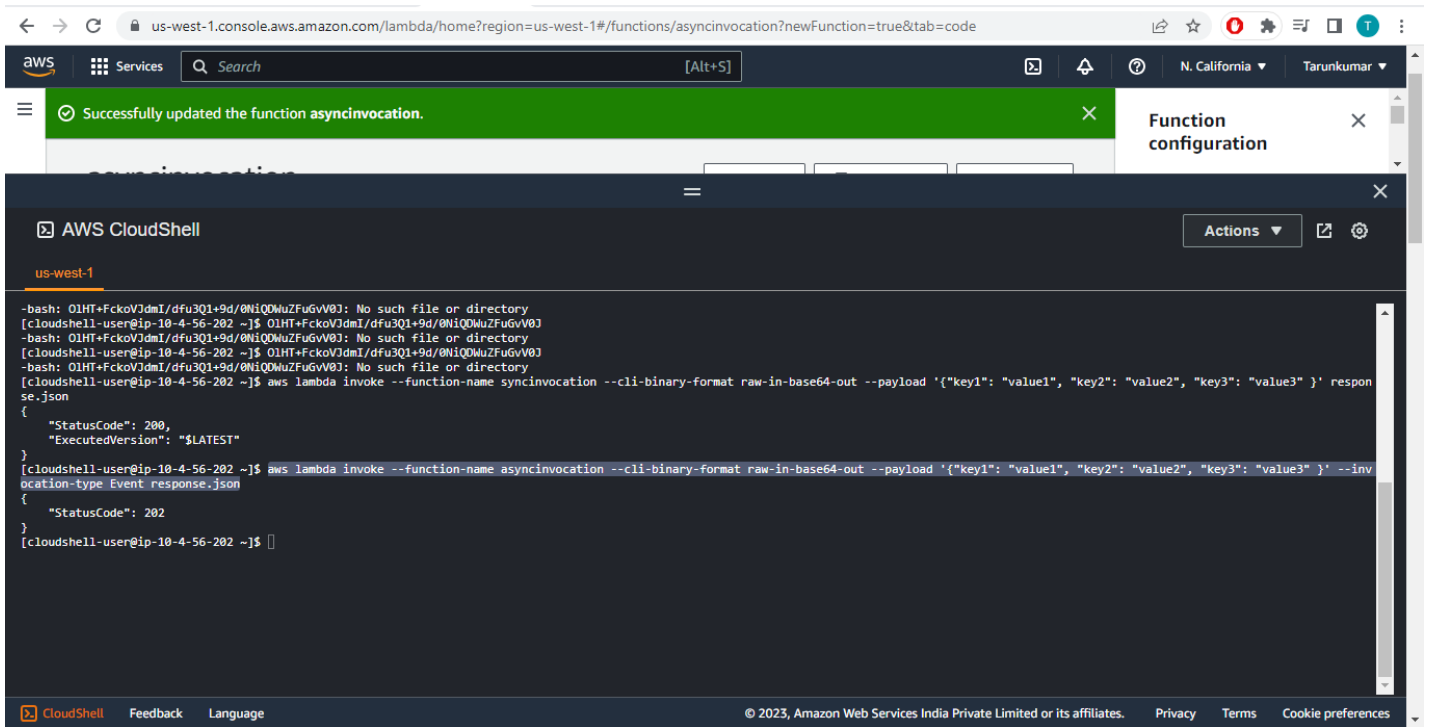 us-west-1.console.aws.amazon.com/lambda/home?region=us-west-1#/functions/asyncinvocation?newFunction=true&tab=code
T
aws Services Search [Alt+S] N. California ▼ Tarunkumar ▼
Successfully updated the function asyncinvocation.
Function
configuration
asyncinvocation
AWS CloudShell
Actions ▼
us-west-1
-bash: OlHT+FckoVJdmI/dfu3Q1+9d/0NiQDWuZFuGvV0J: No such file or directory
[cloudshell-user@ip-10-4-56-202 ~]$ OlHT+FckoVJdmI/dfu3Q1+9d/0NiQDWuZFuGvV0J
-bash: OlHT+FckoVJdmI/dfu3Q1+9d/0NiQDWuZFuGvV0J: No such file or directory
[cloudshell-user@ip-10-4-56-202 ~]$ OlHT+FckoVJdmI/dfu3Q1+9d/0NiQDWuZFuGvV0J
-bash: OlHT+FckoVJdmI/dfu3Q1+9d/0NiQDWuZFuGvV0J: No such file or directory
[cloudshell-user@ip-10-4-56-202 ~]$ aws lambda invoke --function-name syncinvocation --cli-binary-format raw-in-base64-out --payload '{"key1": "value1", "key2": "value2", "key3": "value3" }' respon
se.json
{
    "StatusCode": 200,
    "ExecutedVersion": "$LATEST"
}
[cloudshell-user@ip-10-4-56-202 ~]$ aws lambda invoke --function-name asyncinvocation --cli-binary-format raw-in-base64-out --payload '{"key1": "value1", "key2": "value2", "key3": "value3" }' --inv
ocation-type Event response.json
{
    "StatusCode": 202
}
[cloudshell-user@ip-10-4-56-202 ~]$
CloudShell Feedback Language © 2023, Amazon Web Services India Private Limited or its affiliates. Privacy Terms Cookie preferences